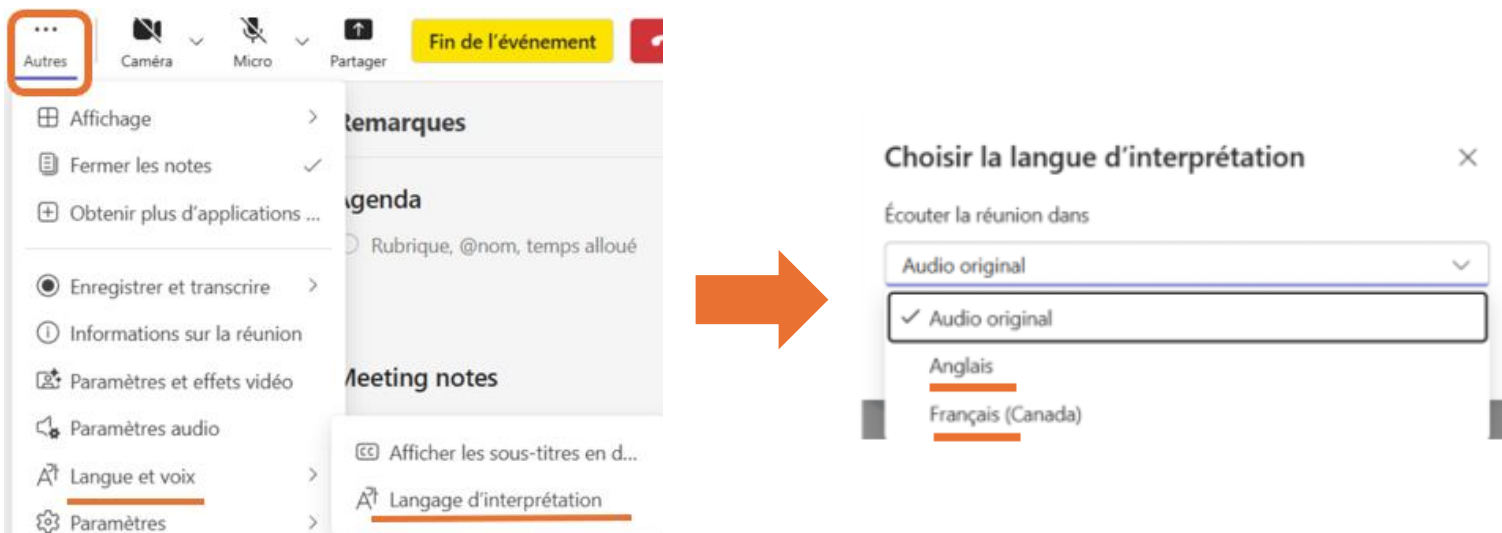 ...
Autres
Caméra
Micro
Partager
Fin de l'événement
Affichage
Fermer les notes
Obtenir plus d'applications ...
Enregistrer et transcrire
Informations sur la réunion
Paramètres et effets vidéo
Paramètres audio
Langue et voix
Paramètres
Remarques
Agenda
Rubrique, @nom, temps alloué
Meeting notes
CC Afficher les sous-titres en d...
Langage d'interprétation
Choisir la langue d'interprétation
Écouter la réunion dans
Audio original
Audio original
Anglais
Français (Canada)